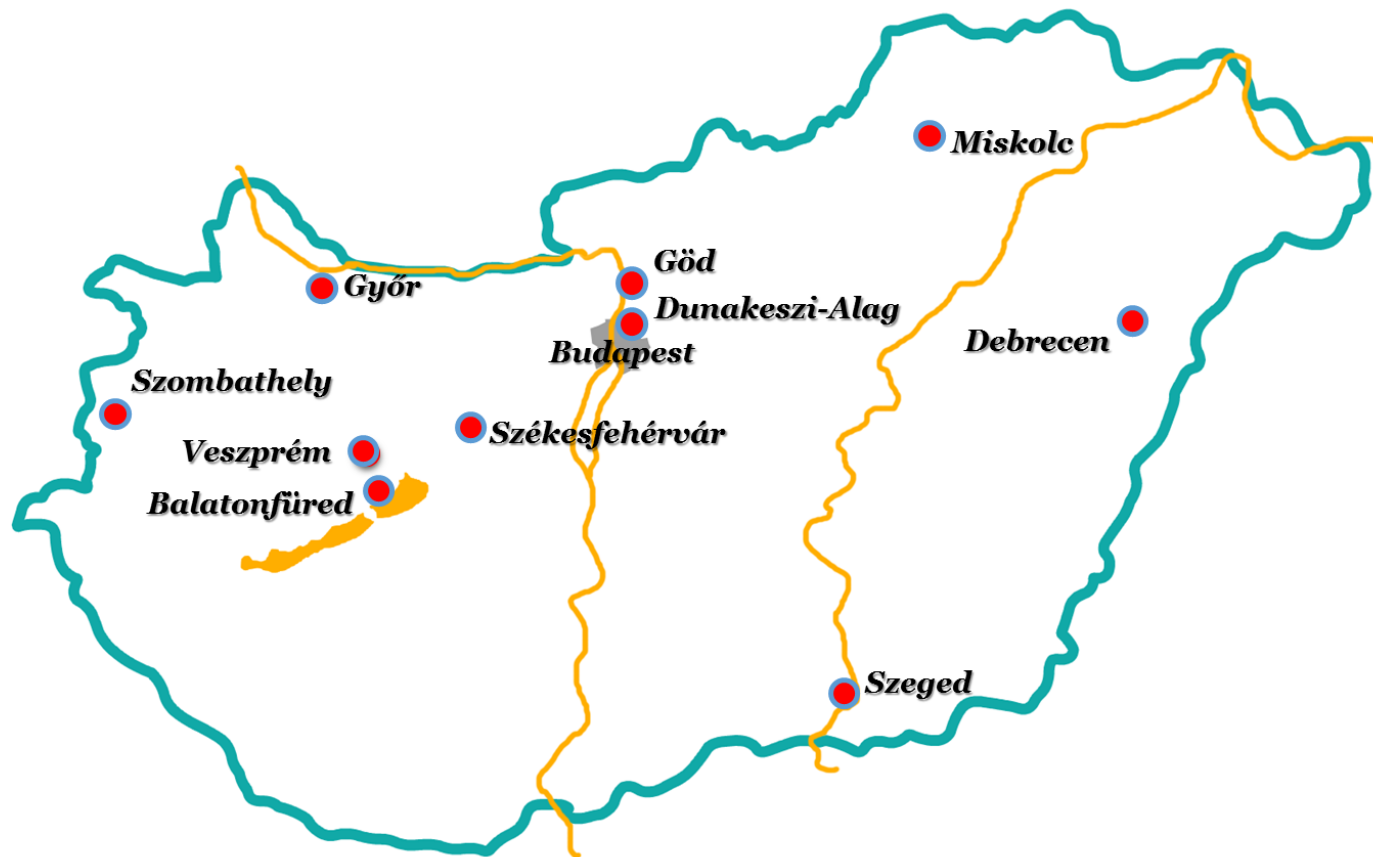 Miskolc
Göd
Győr
Dunakeszi-Alag
Debrecen
Budapest
Szombathely
Székesfehérvár
Veszprém
Balatonfüred
Szeged